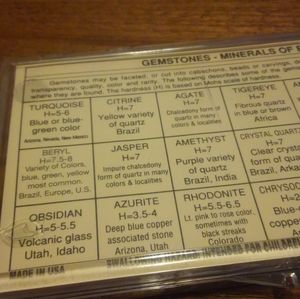 GEMSTONES - MINERALS OF
Gemstones may be faceted, or cut into cabochons, beads or carvings,
transparency, quality, color and rarity. The following describes some of the
where they are found. The hardness (H) is based on Mohs scale of hardness.
TURQUOISE
H=5-6
Blue or blue-
green color
Arizona, Nevada, New Mexico
CITRINE
H=7
Yellow variety
of quartz
Brazil
AGATE
H=7
Chalcedony form of
quartz in many
colors & localities
TIGEREYE
H=7
Fibrous quartz
in blue or brown
Africa
BERYL
H=7.5-8
Variety of Colors,
blue, green, yellow
most common.
Brazil, Europe, U.S.
JASPER
H=7
Impure chalcedony
form of quartz in many
colors & localities
AMETHYST
H=7
Purple variety
of quartz
Brazil, India
CRYSTAL QUARTZ
H=7
Clear
form of quartz
Brazil,
OBSIDIAN
H=5-5.5
Volcanic glass
Utah, Idaho
AZURITE
H=3.5-4
Deep blue copper
associated stone
Arizona, Utah
RHODONITE
H=5.5-6.5
Lt. pink to rose color,
sometimes with
black streaks
Colorado
MADE IN USA
SWALLOWING HAZARD: INTENDED FOR